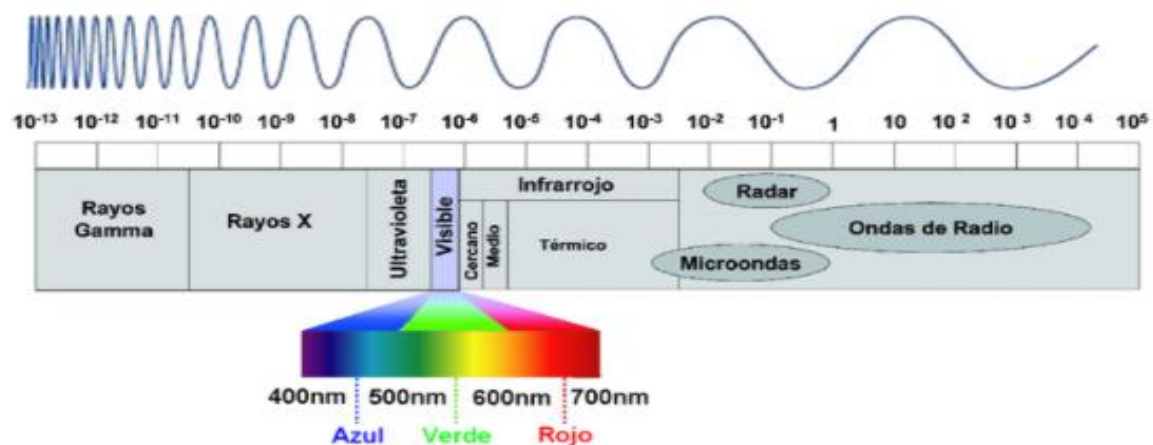 10-13 10-12 10-11 10-10 10-9 10-8 10-7 10-6 10-5 10-4 10-3 10-2 10-1 1 10 10 2 10 3 10 4 10 5
Rayos
Gamma
Rayos X
Ultravioleta
Visible
Infrarrojo
Cercano
Medio
Térmico
Radar
Ondas de Radio
Microondas
400nm 500nm 600nm 700nm
Azul Verde Rojo